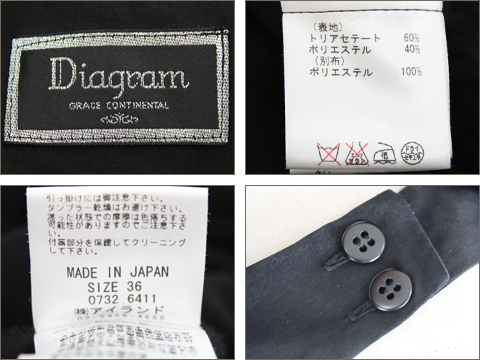 Diagram
GRACE CONTINENTAL
(表地)
トリアセテート 60%
ポリエステル 40%
(別布)
ポリエステル 100%
低
ドライ
引っ掛けには御注意下さい。
タンブラー乾燥はお避け下さい。
湿った状態での摩擦は色落ちする
可能性がありますのでご注意
下さい。
付属部分を保護してクリーニング
して下さい。
MADE IN JAPAN
SIZE 36
0732 6411
㈱アイランド